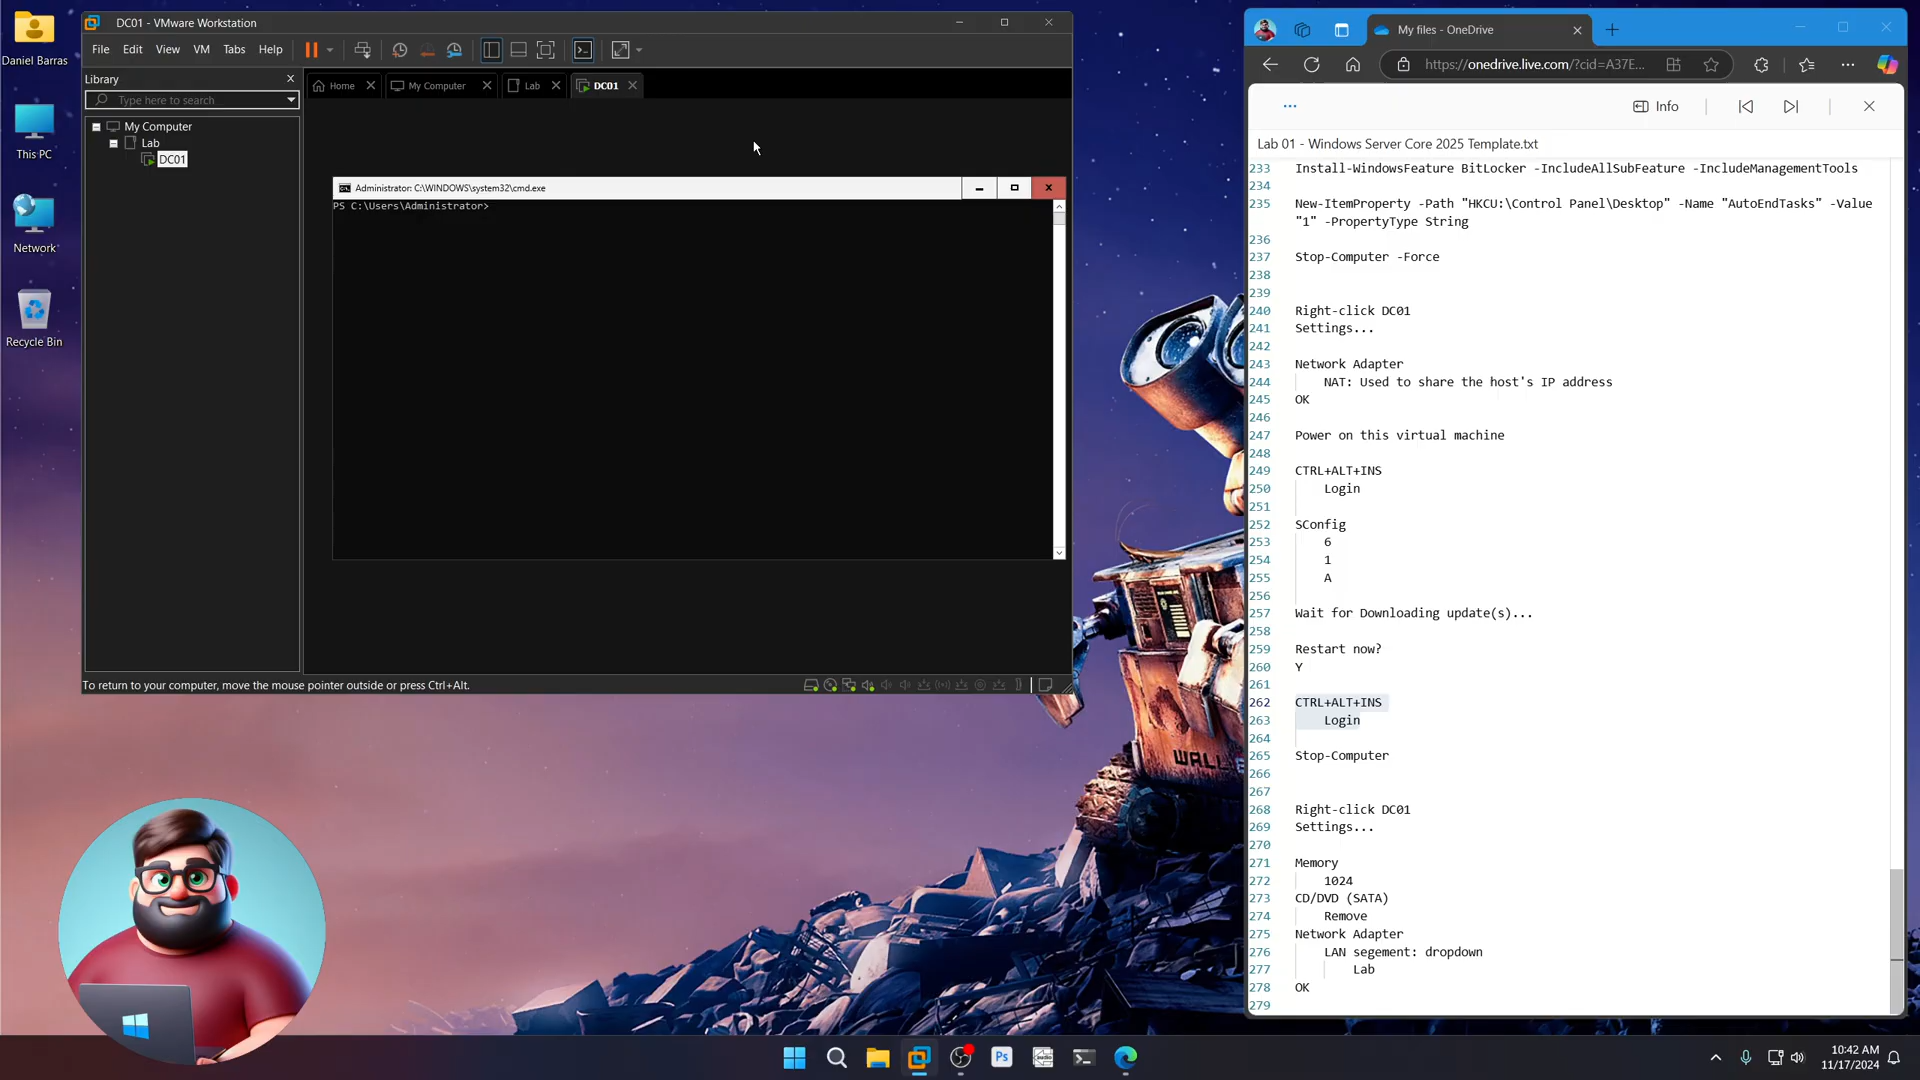 Daniel Barras
This PC
Network
Recycle Bin
DC01 - VMware Workstation
File Edit View VM Tabs Help
Library
Type here to search
My Computer
Lab
DC01
Home
My Computer
Lab
DC01
Administrator: C:\WINDOWS\system32\cmd.exe
PS C:\Users\Administrator>
To return to your computer, move the mouse pointer outside or press Ctrl+Alt.
WALL
My files - OneDrive
https://onedrive.live.com/?cid=A37E...
Info
Lab 01 - Windows Server Core 2025 Template.txt
233 Install-WindowsFeature BitLocker -IncludeAllSubFeature -IncludeManagementTools
234
235 New-ItemProperty -Path "HKCU:\Control Panel\Desktop" -Name "AutoEndTasks" -Value
"1" -PropertyType String
236
237 Stop-Computer -Force
238
239
240 Right-click DC01
241 Settings...
242
243 Network Adapter
244 NAT: Used to share the host's IP address
245 OK
246
247 Power on this virtual machine
248
249 CTRL+ALT+INS
250 Login
251
252 SConfig
253 6
254 1
255 A
256
257 Wait for Downloading update(s)...
258
259 Restart now?
260 Y
261
262 CTRL+ALT+INS
263 Login
264
265 Stop-Computer
266
267
268 Right-click DC01
269 Settings...
270
271 Memory
272 1024
273 CD/DVD (SATA)
274 Remove
275 Network Adapter
276 LAN segement: dropdown
277 Lab
278 OK
279
Ps
10:42 AM
11/17/2024